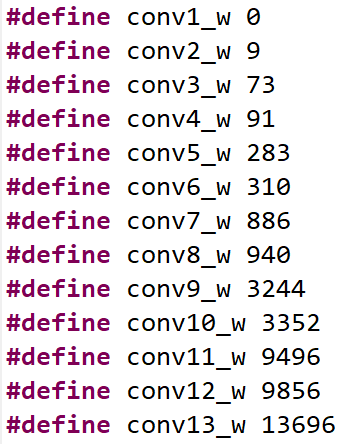 #define conv1_w 0
#define conv2_w 9
#define conv3_w 73
#define conv4_w 91
#define conv5_w 283
#define conv6_w 310
#define conv7_w 886
#define conv8_w 940
#define conv9_w 3244
#define conv10_w 3352
#define conv11_w 9496
#define conv12_w 9856
#define conv13_w 13696